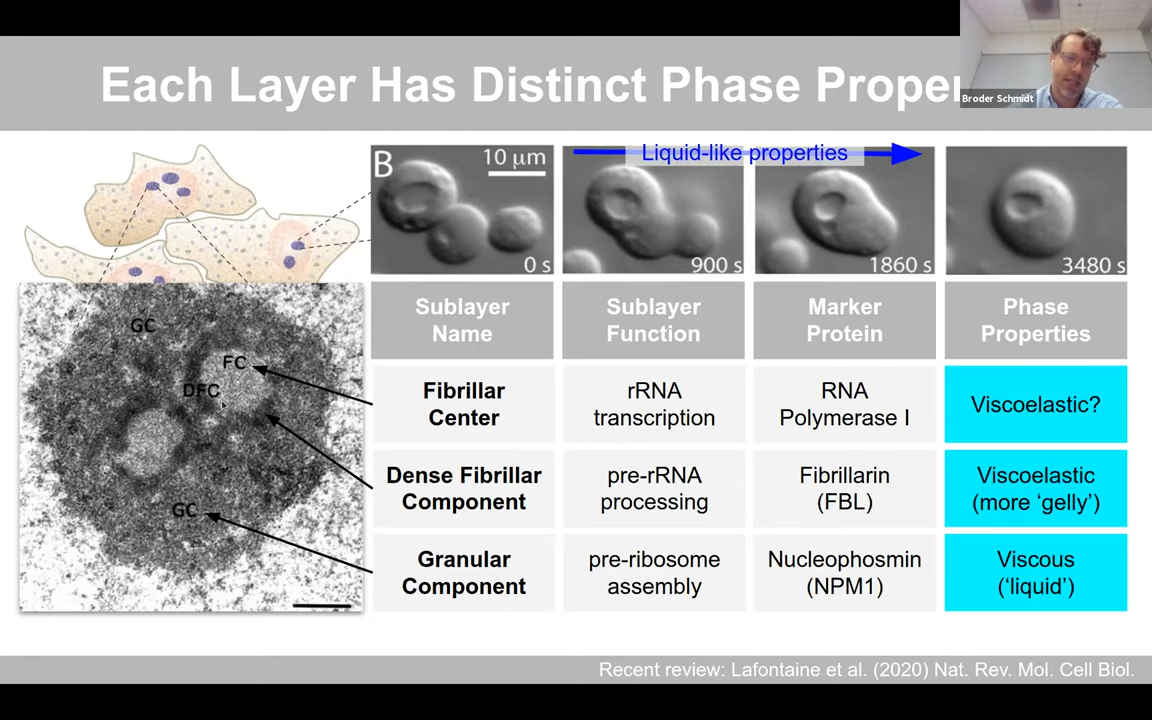 Each Layer Has Distinct Phase Proper
Broder Schmidt
B
10 μm
Liquid-like properties
0 s
900 s
1860 s
3480 s
GC
FC
DFC
GC
Sublayer
Name
Sublayer
Function
Marker
Protein
Phase
Properties
Fibrillar
Center
rRNA
transcription
RNA
Polymerase I
Viscoelastic?
Dense Fibrillar
Component
pre-rRNA
processing
Fibrillarin
(FBL)
Viscoelastic
(more ‘gelly’)
Granular
Component
pre-ribosome
assembly
Nucleophosmin
(NPM1)
Viscous
(‘liquid’)
Recent review: Lafontaine et al. (2020) Nat. Rev. Mol. Cell Biol.